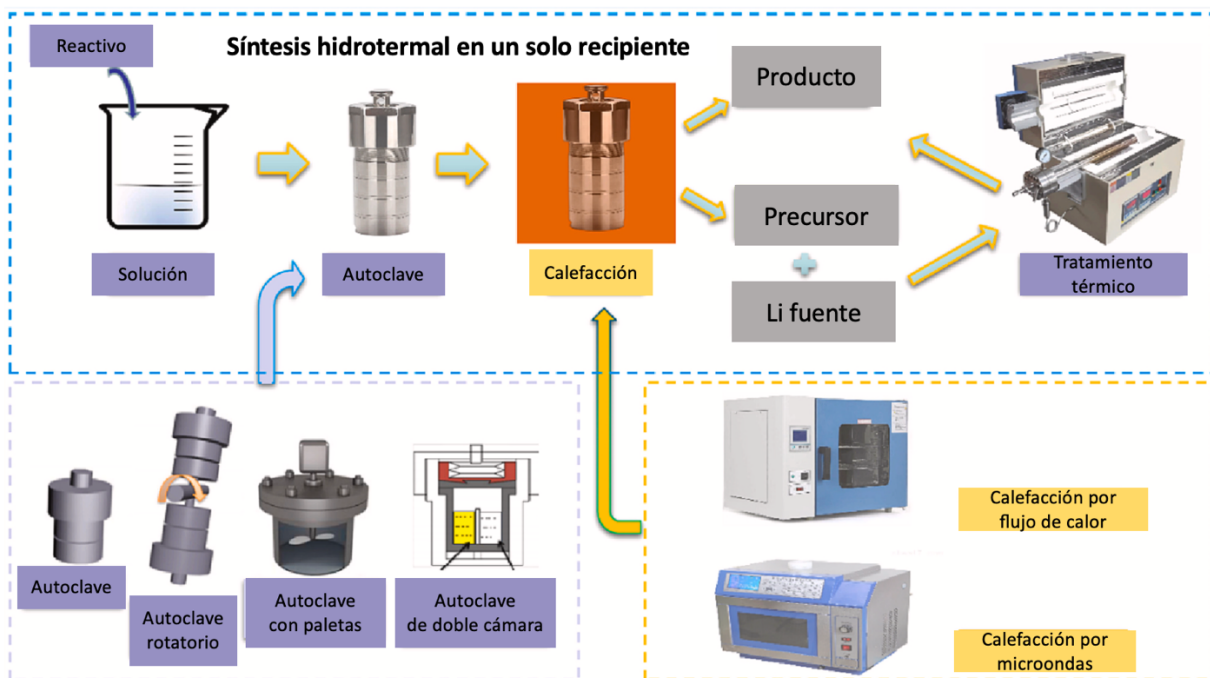 Reactivo
Síntesis hidrotermal en un solo recipiente
Producto
Precursor
Li fuente
Solución
Autoclave
Calefacción
Tratamiento
térmico
Autoclave
Autoclave
rotatorio
Autoclave
con paletas
Autoclave
de doble cámara
Calefacción por
flujo de calor
Calefacción por
microondas